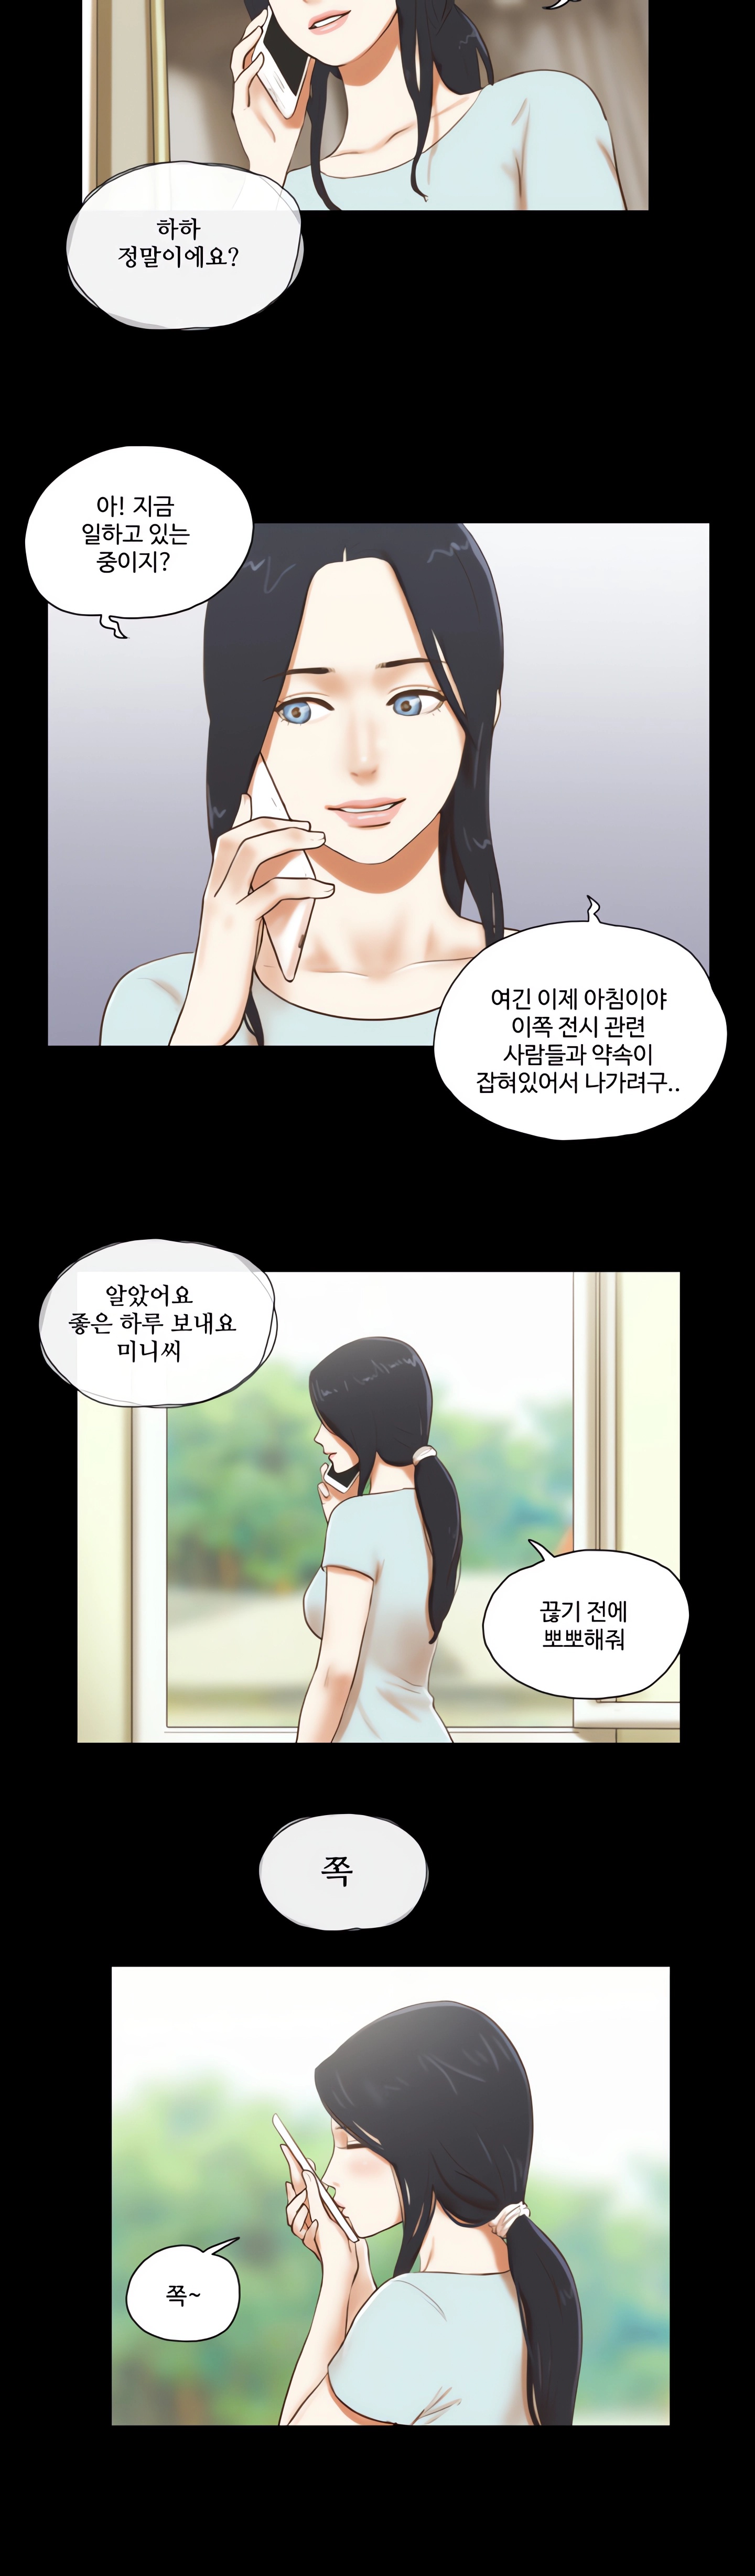 하하
정말이에요?
아! 지금
일하고 있는
중이지?
여긴 이제 아침이야
이쪽 전시 관련
사람들과 약속이
잡혀있어서 나가려구..
알았어요
좋은 하루 보내요
미니씨
끊기 전에
뽀뽀해줘
쪽
쪽~